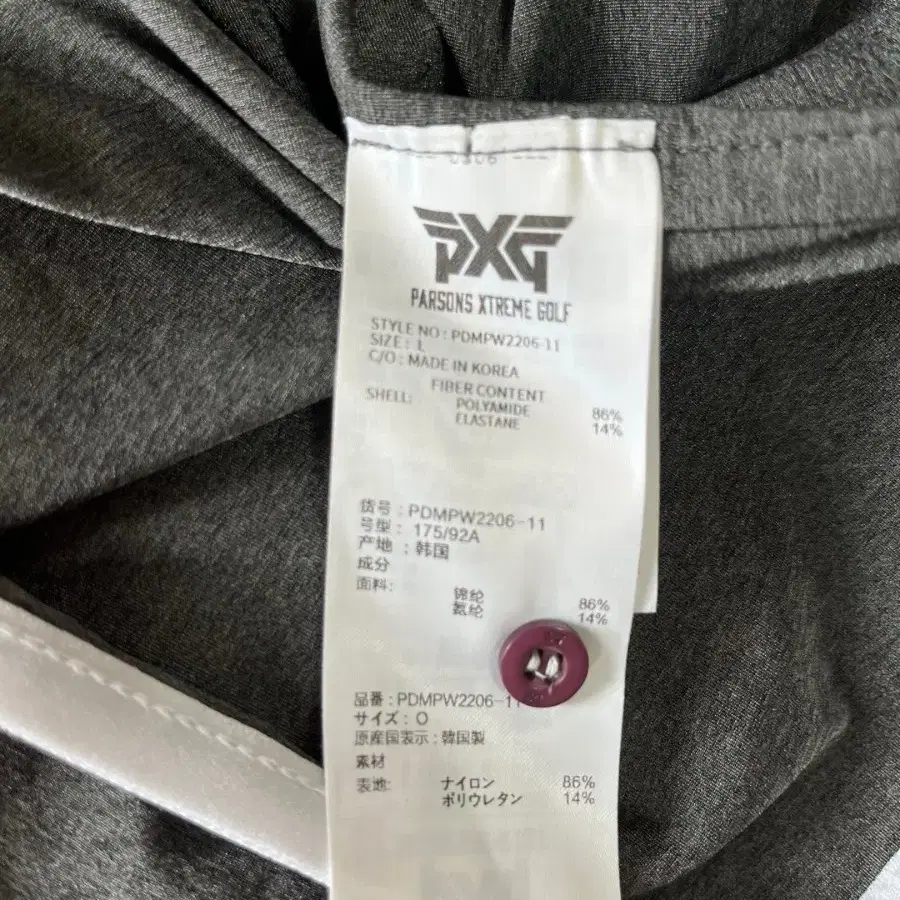 PXG
PARSONS XTREME GOLF
STYLE NO : PDMPW2206-11
SIZE : L
C/O : MADE IN KOREA
FIBER CONTENT
SHELL: POLYAMIDE 86%
ELASTANE 14%
货号 : PDMPW2206-11
号型 : 175/92A
产地 : 韩国
成分
面料: 锦纶 86%
氨纶 14%
品番 : PDMPW2206-11
サイズ : O
原産国表示 : 韓国製
素材
表地: ナイロン 86%
ポリウレタン 14%